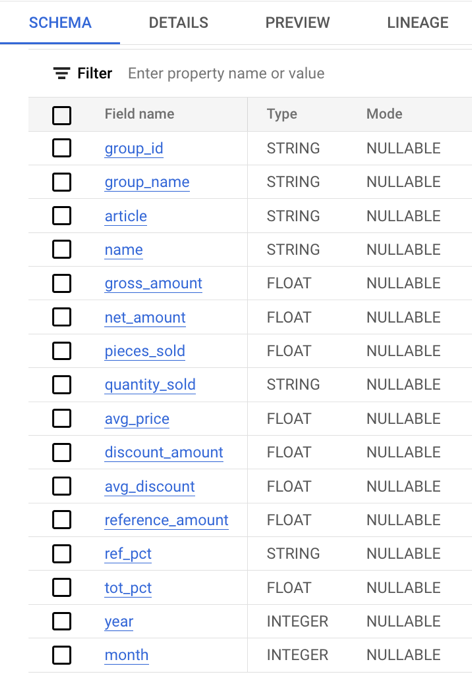 SCHEMA DETAILS PREVIEW LINEAGE
Filter Enter property name or value
Field name Type Mode
group_id STRING NULLABLE
group_name STRING NULLABLE
article STRING NULLABLE
name STRING NULLABLE
gross_amount FLOAT NULLABLE
net_amount FLOAT NULLABLE
pieces_sold FLOAT NULLABLE
quantity_sold STRING NULLABLE
avg_price FLOAT NULLABLE
discount_amount FLOAT NULLABLE
avg_discount FLOAT NULLABLE
reference_amount FLOAT NULLABLE
ref_pct STRING NULLABLE
tot_pct FLOAT NULLABLE
year INTEGER NULLABLE
month INTEGER NULLABLE